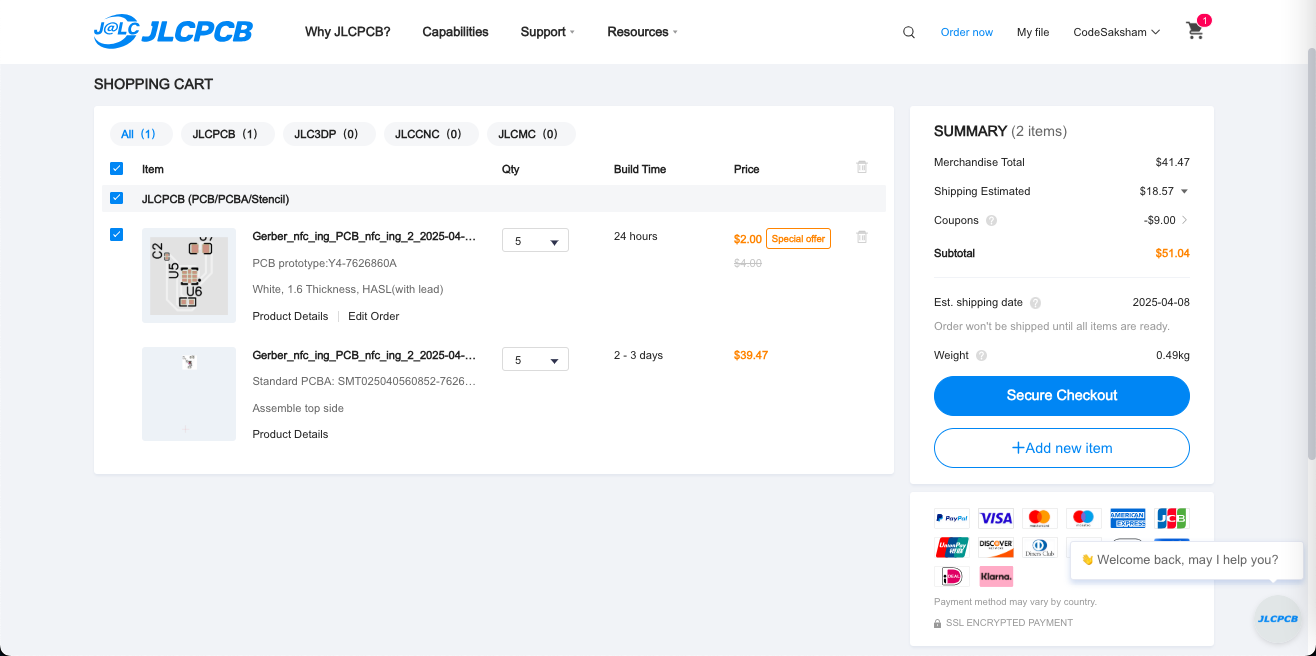 J@LC JLCPCB
Why JLCPCB?
Capabilities
Support
Resources
Order now
My file
CodeSaksham
1
SHOPPING CART
All (1)
JLCPCB (1)
JLC3DP (0)
JLCCNC (0)
JLCMC (0)
Item
Qty
Build Time
Price
JLCPCB (PCB/PCBA/Stencil)
C2
U5
U6
Gerber_nfc_ing_PCB_nfc_ing_2_2025-04-...
PCB prototype:Y4-7626860A
White, 1.6 Thickness, HASL(with lead)
Product Details
Edit Order
5
24 hours
$2.00
Special offer
$4.00
Gerber_nfc_ing_PCB_nfc_ing_2_2025-04-...
Standard PCBA: SMT025040560852-7626...
Assemble top side
Product Details
5
2 - 3 days
$39.47
SUMMARY (2 items)
Merchandise Total $41.47
Shipping Estimated $18.57
Coupons ? -$9.00
Subtotal $51.04
Est. shipping date ? 2025-04-08
Order won't be shipped until all items are ready.
Weight ? 0.49kg
Secure Checkout
+Add new item
PayPal
VISA
AMERICAN EXPRESS
JCB
UnionPay
DISCOVER
Diners Club
iDEAL
Klarna.
👋 Welcome back, may I help you?
Payment method may vary by country.
SSL ENCRYPTED PAYMENT
JLCPCB